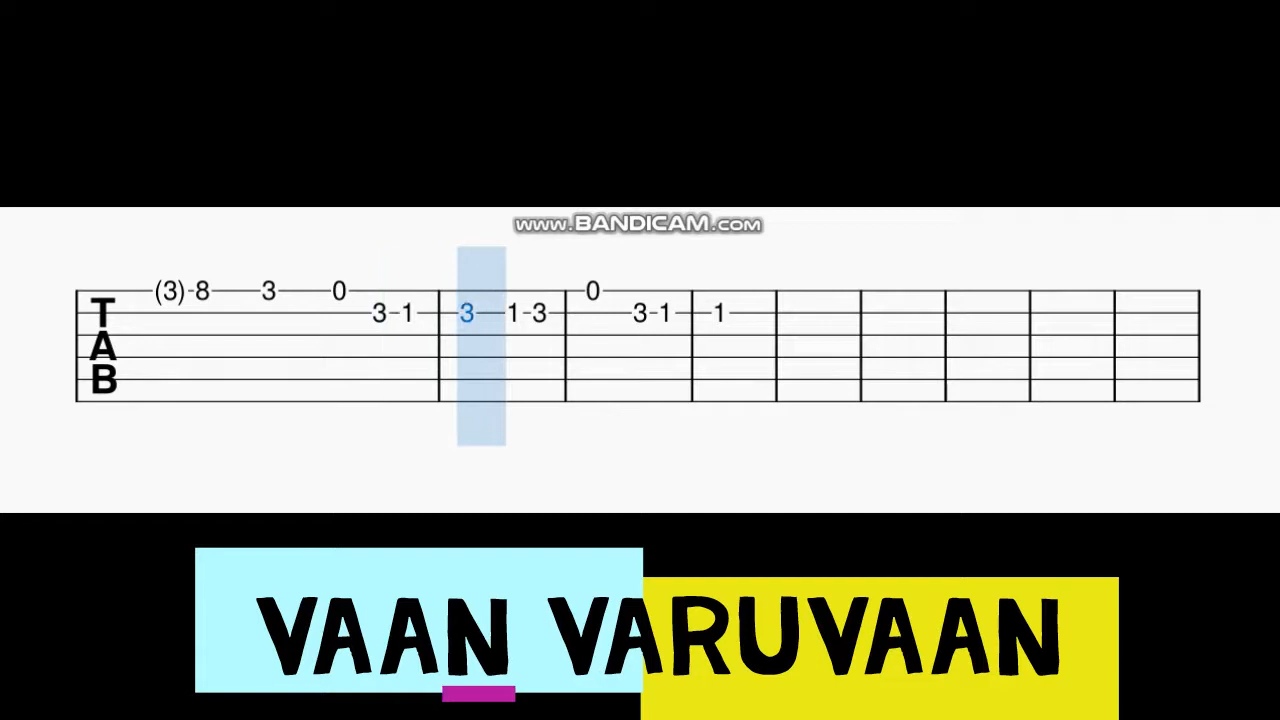 www.BANDICAM.com
(3) 8 3 0 0
T 3 1 3 1 3 3 1 1
A
B
VAAN VARUVAAN